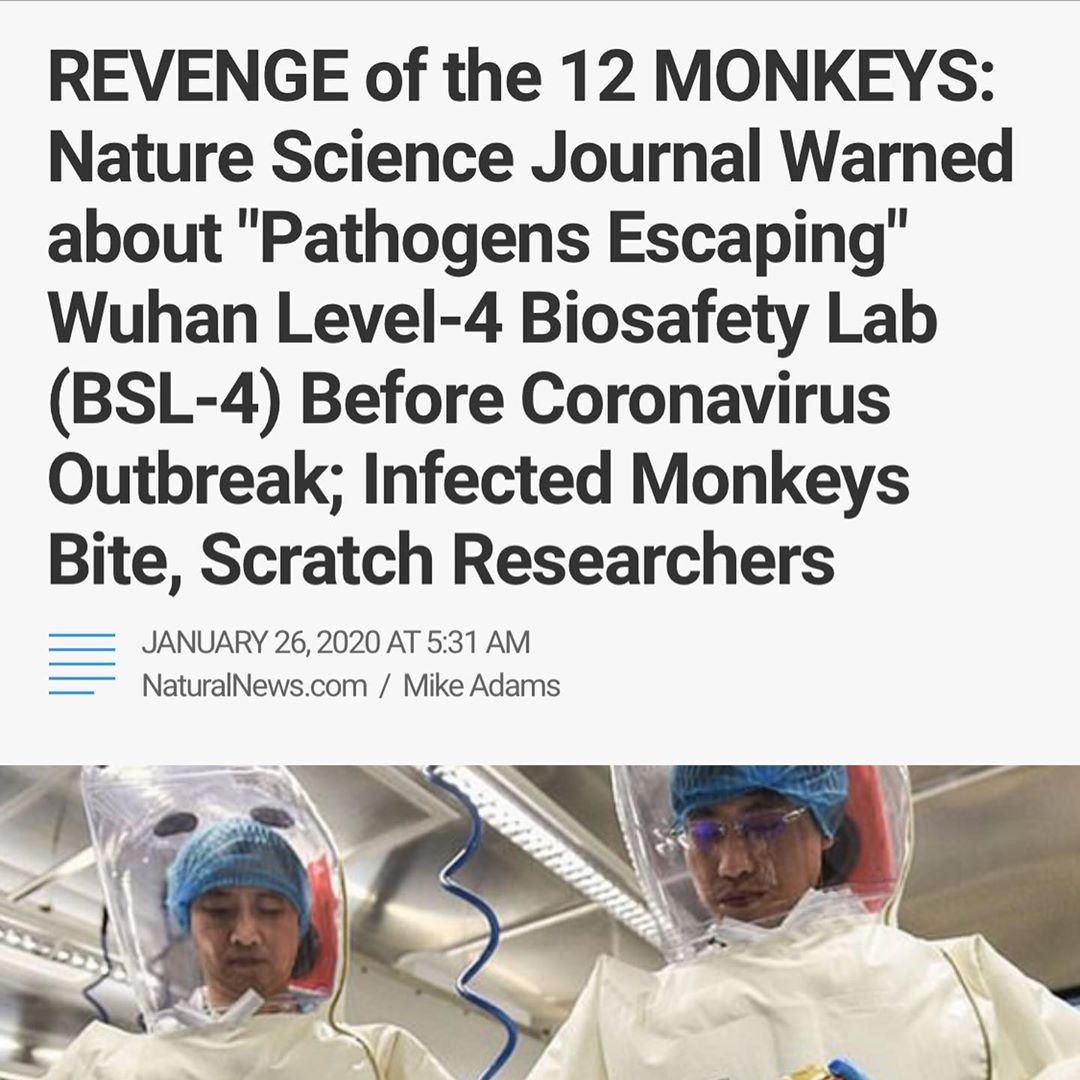 REVENGE of the 12 MONKEYS:
Nature Science Journal Warned
about "Pathogens Escaping"
Wuhan Level-4 Biosafety Lab
(BSL-4) Before Coronavirus
Outbreak; Infected Monkeys
Bite, Scratch Researchers
JANUARY 26, 2020 AT 5:31 AM
NaturalNews.com / Mike Adams